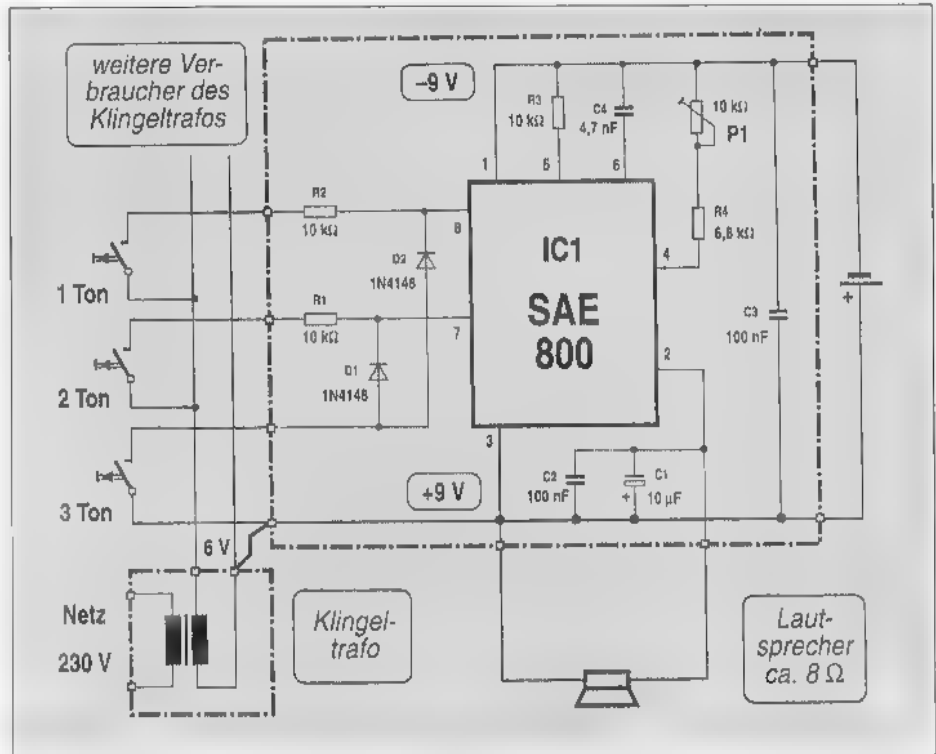 weitere Ver-
braucher des
Klingeltrafos
–9 V
R3
10 kΩ
C4
4,7 nF
10 kΩ
P1
1
5
6
R2
10 kΩ
8
D2
1N4148
R4
6,8 kΩ
4
IC1
SAE
800
1 Ton
R1
10 kΩ
7
D1
1N4148
C3
100 nF
+
2
2 Ton
3
+9 V
C2
100 nF
C1
10 µF
+
3 Ton
6 V
Netz
230 V
Klingel-
trafo
Laut-
sprecher
ca. 8 Ω